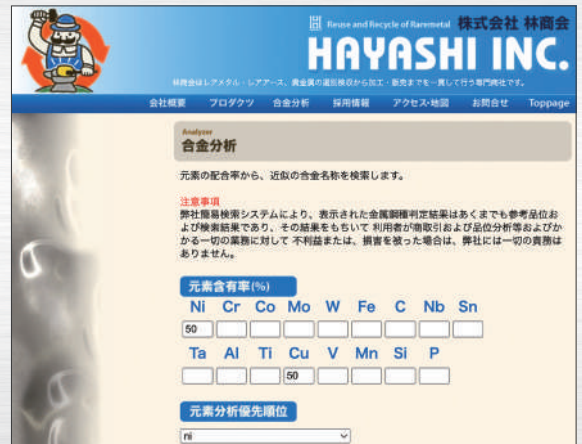 Reuse and Recycle of Raremetal 株式会社 林商会
HAYASHI INC.
林商会はレアメタル・レアアース、貴金属の選別検収から加工・販売までを一貫して行う専門商社です。
会社概要 プロダクツ 合金分析 採用情報 アクセス・地図 お問合せ Toppage
Analyzer
合金分析
元素の配合率から、近似の合金名称を検索します。
注意事項
弊社簡易検索システムにより、表示された金属鋼種判定結果はあくまでも参考品位お
よび検索結果であり、その結果をもちいて 利用者が商取引および品位分析等およびか
かる一切の業務に対して 不利益または、損害を被った場合は、弊社には一切の責務は
ありません。
元素含有率(%)
Ni Cr Co Mo W Fe C Nb Sn
50
Ta Al Ti Cu V Mn Si P
50
元素分析優先順位
ni